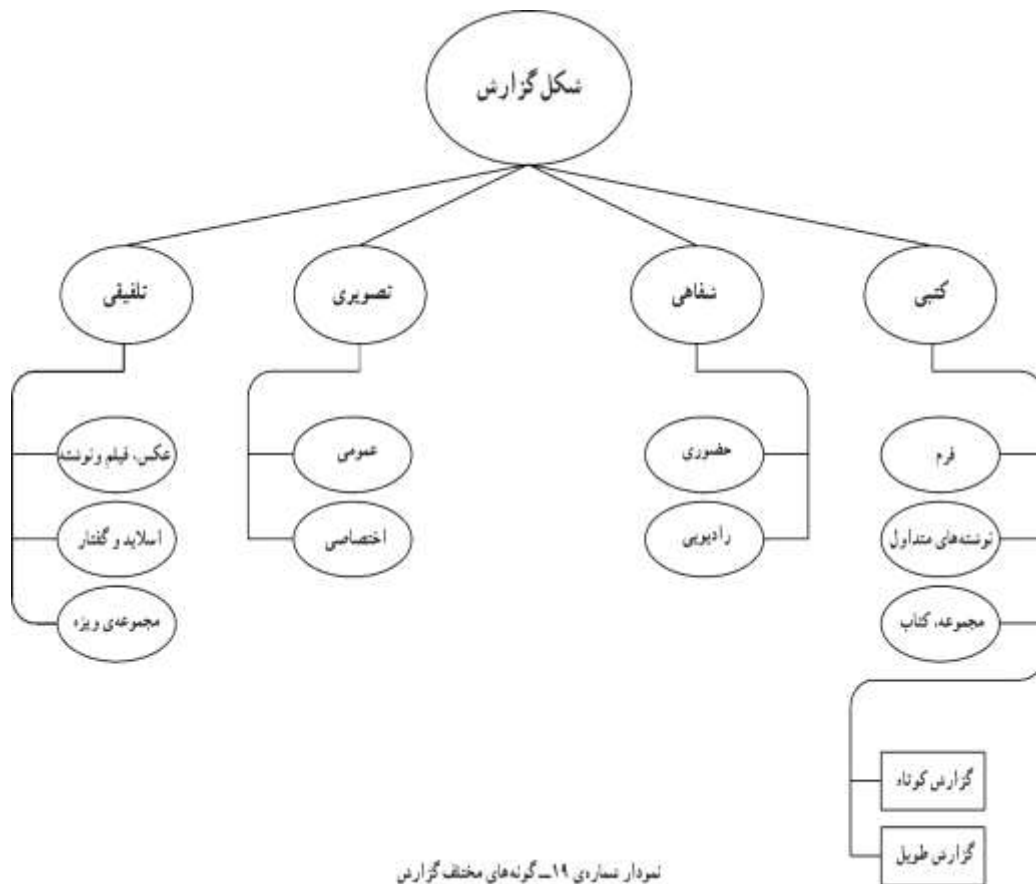 شکل گزارش
کتبی
شفاهی
تصویری
تلفیقی
فرم
نوشته‌های متداول
مجموعه، کتاب
گزارش کوتاه
گزارش طویل
حضوری
رادیویی
عمومی
اختصاصی
عکس، فیلم ونوشته
اسلاید و گفتار
مجموعه‌ی ویژه
نمودار شماره‌ی ۱۹ــ گونه‌های مختلف گزارش